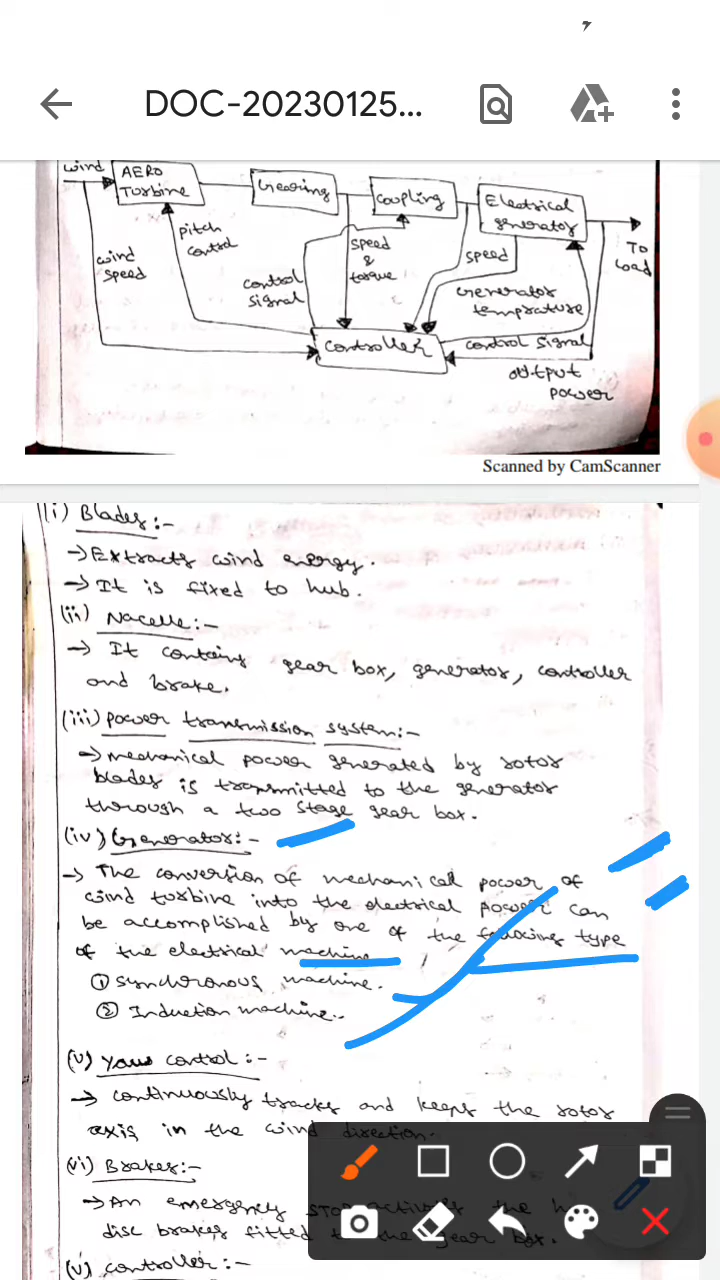 DOC-20230125...
wind
AERO
Turbine
Gearing
Coupling
Electrical
generator
To
Load
pitch
control
wind
speed
control
signal
speed
&
torque
speed
Generator
temprature
controller
control signal
output
power
Scanned by CamScanner
(i) Blades:-
→ Extracts wind energy.
→ It is fixed to hub.
(ii) Nacelle:-
→ It contains gear box, generator, controller
and brake.
(iii) power transmission system:-
→ mechanical power generated by rotor
blades is transmitted to the generator
through a two stage gear box.
(iv) Generator:-
→ The conversion of mechanical power of
wind turbine into the electrical power can
be accomplished by one of the following type
of the electrical machine
① synchronous machine.
② Induction machine..
(v) Yaw control:-
→ continuously tracks and keeps the rotor
axis in the wind direction.
(vi) Brakes:-
→ An emergency stop the
disc brakes fitted the gear box.
(v) controller:-